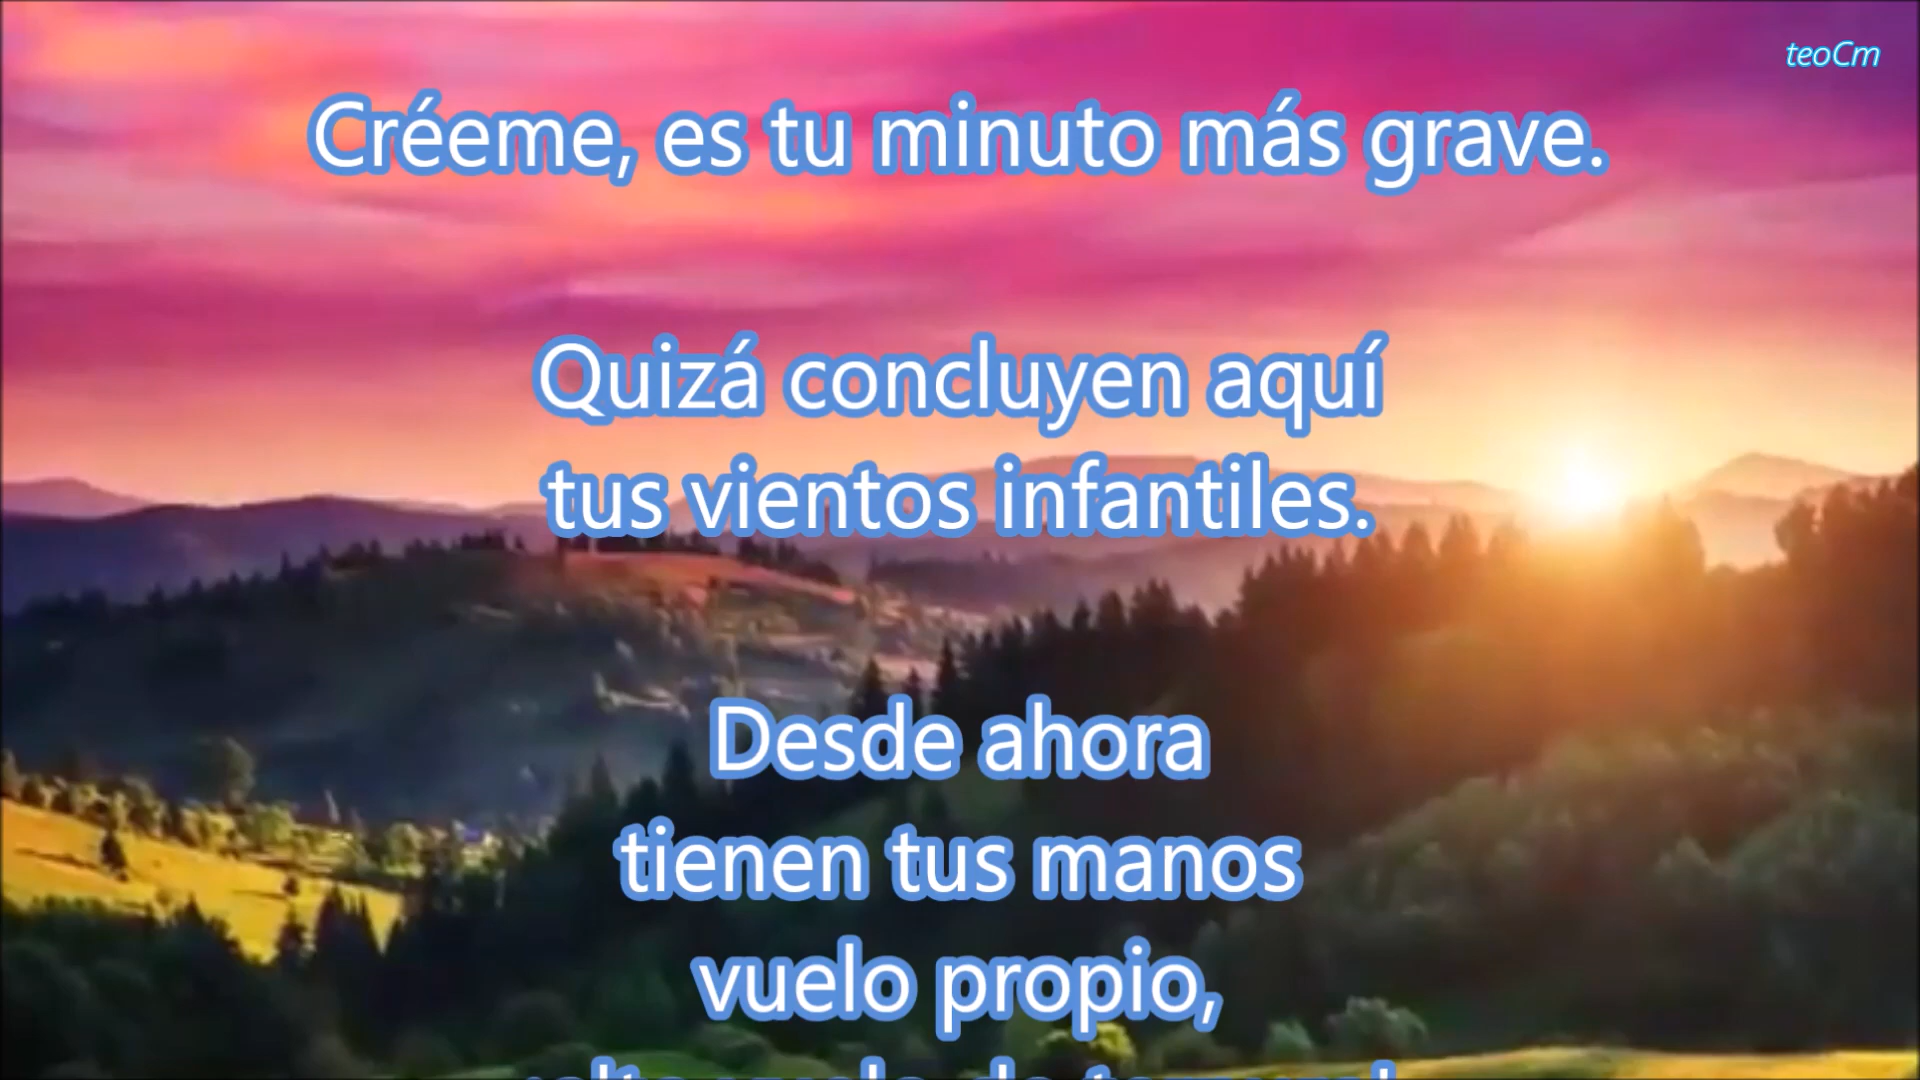 teoCm
Créeme, es tu minuto más grave.
Quizá concluyen aquí
tus vientos infantiles.
Desde ahora
tienen tus manos
vuelo propio,